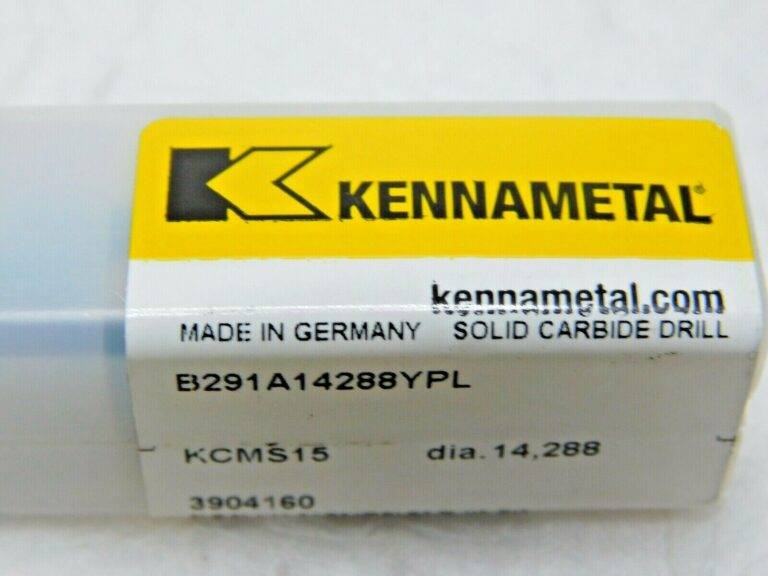 KENNAMETAL®
kennametal.com
MADE IN GERMANY SOLID CARBIDE DRILL
B291A14288YPL
KCMS15 dia.14,288
3904160